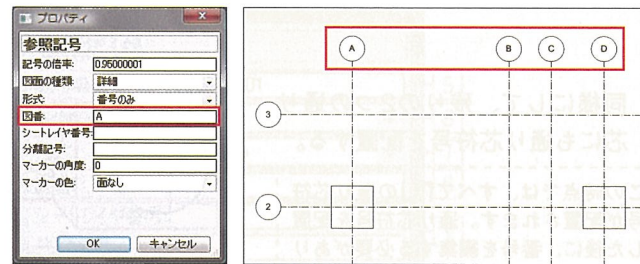 プロパティ
参照記号
記号の倍率: 0.95000001
図面の種類: 詳細
形式: 番号のみ
図番: A
シートレイヤ番号:
分離記号:
マーカーの角度: 0
マーカーの色: 面なし
OK キャンセル
A B C D
3
2